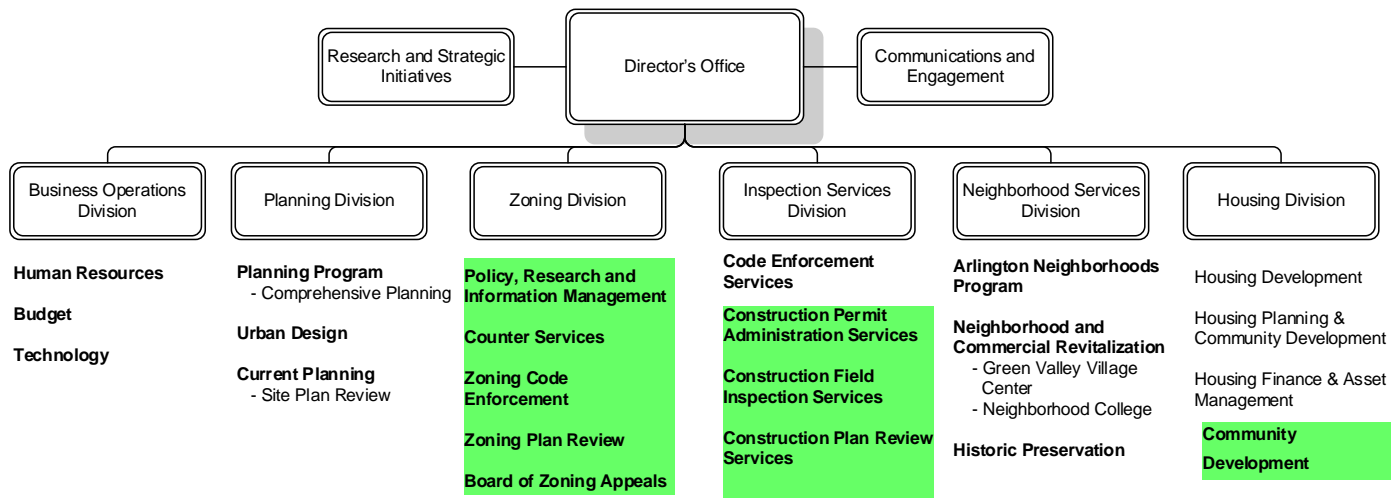 Research and Strategic
Initiatives
Director's Office
Communications and
Engagement
Business Operations
Division
Planning Division
Zoning Division
Inspection Services
Division
Neighborhood Services
Division
Housing Division
Human Resources
Budget
Technology
Planning Program
- Comprehensive Planning
Urban Design
Current Planning
- Site Plan Review
Policy, Research and
Information Management
Counter Services
Zoning Code
Enforcement
Zoning Plan Review
Board of Zoning Appeals
Code Enforcement
Services
Construction Permit
Administration Services
Construction Field
Inspection Services
Construction Plan Review
Services
Arlington Neighborhoods
Program
Neighborhood and
Commercial Revitalization
- Green Valley Village
Center
- Neighborhood College
Historic Preservation
Housing Development
Housing Planning &
Community Development
Housing Finance & Asset
Management
Community
Development